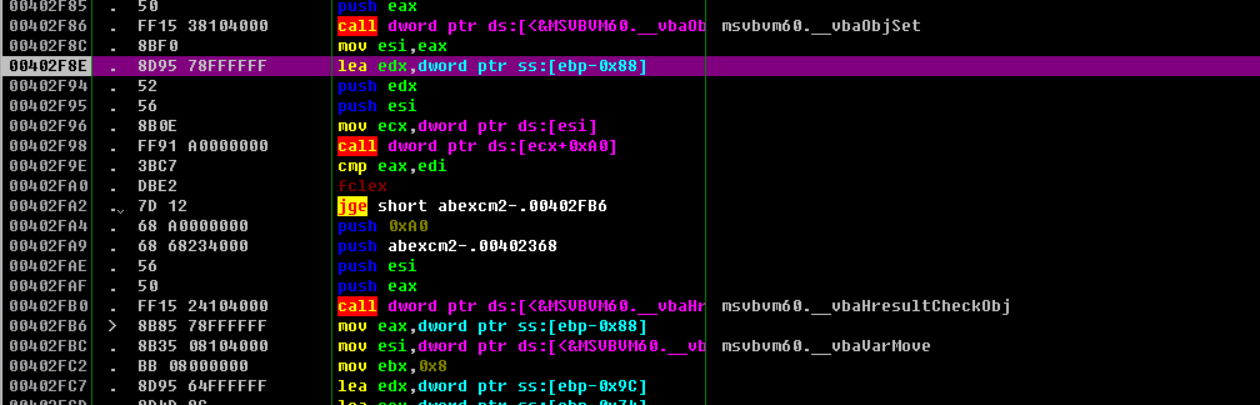 00402F85 . 50 push eax
00402F86 . FF15 38104000 call dword ptr ds:[<&MSVBVM60.__vbaOb msvbvm60.__vbaObjSet
00402F8C . 8BF0 mov esi,eax
00402F8E . 8D95 78FFFFFF lea edx,dword ptr ss:[ebp-0x88]
00402F94 . 52 push edx
00402F95 . 56 push esi
00402F96 . 8B0E mov ecx,dword ptr ds:[esi]
00402F98 . FF91 A0000000 call dword ptr ds:[ecx+0xA0]
00402F9E . 3BC7 cmp eax,edi
00402FA0 . DBE2 fclex
00402FA2 .⌄ 7D 12 jge short abexcm2-.00402FB6
00402FA4 . 68 A0000000 push 0xA0
00402FA9 . 68 68234000 push abexcm2-.00402368
00402FAE . 56 push esi
00402FAF . 50 push eax
00402FB0 . FF15 24104000 call dword ptr ds:[<&MSVBVM60.__vbaHr msvbvm60.__vbaHresultCheckObj
00402FB6 > 8B85 78FFFFFF mov eax,dword ptr ss:[ebp-0x88]
00402FBC . 8B35 08104000 mov esi,dword ptr ds:[<&MSVBVM60.__vb msvbvm60.__vbaVarMove
00402FC2 . BB 08000000 mov ebx,0x8
00402FC7 . 8D95 64FFFFFF lea edx,dword ptr ss:[ebp-0x9C]